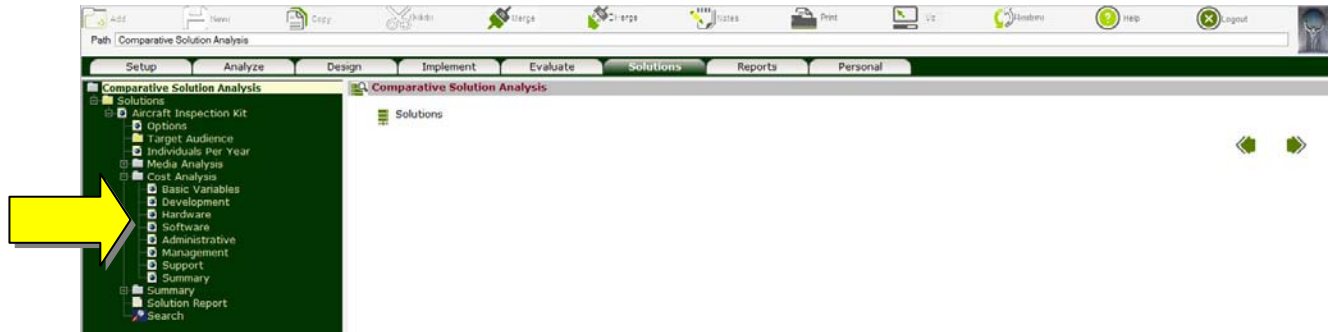 Add New Copy Merge Notes Print Up Help Logout
Path Comparative Solution Analysis
Setup Analyze Design Implement Evaluate Solutions Reports Personal
Comparative Solution Analysis
Solutions
Aircraft Inspection Kit
Options
Target Audience
Individuals Per Year
Media Analysis
Cost Analysis
Basic Variables
Development
Hardware
Software
Administrative
Management
Support
Summary
Summary
Solution Report
Search
Comparative Solution Analysis
Solutions